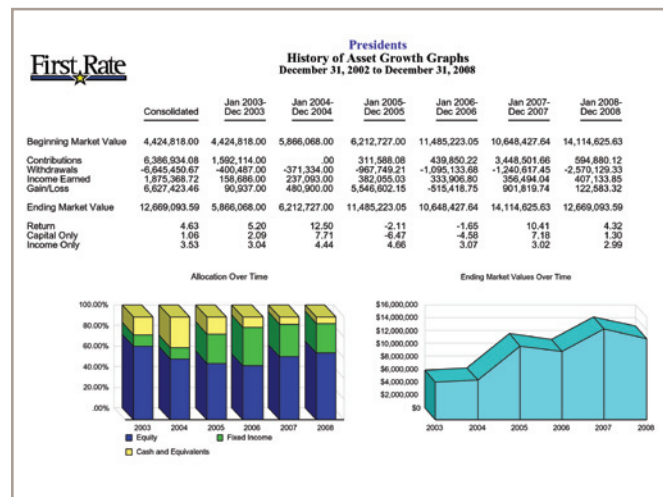 First Rate
Presidents
History of Asset Growth Graphs
December 31, 2002 to December 31, 2008
Consolidated Jan 2003-Dec 2003 Jan 2004-Dec 2004 Jan 2005-Dec 2005 Jan 2006-Dec 2006 Jan 2007-Dec 2007 Jan 2008-Dec 2008
Beginning Market Value 4,424,818.00 4,424,818.00 5,866,068.00 6,212,727.00 11,485,223.05 10,648,427.64 14,114,625.63
Contributions 6,386,934.08 1,592,114.00 .00 311,588.08 439,850.22 3,448,501.66 594,880.12
Withdrawals -6,645,450.67 -400,487.00 -371,334.00 -967,749.21 -1,095,133.68 -1,240,617.45 -2,570,129.33
Income Earned 1,875,368.72 158,686.00 237,093.00 382,055.03 333,906.80 356,494.04 407,133.85
Gain/Loss 6,627,423.46 90,937.00 480,900.00 5,546,602.15 -515,418.75 901,819.74 122,583.32
Ending Market Value 12,669,093.59 5,866,068.00 6,212,727.00 11,485,223.05 10,648,427.64 14,114,625.63 12,669,093.59
Return 4.63 5.20 12.50 -2.11 -1.65 10.41 4.32
Capital Only 1.06 2.09 7.71 -6.47 -4.58 7.18 1.30
Income Only 3.53 3.04 4.44 4.66 3.07 3.02 2.99
Allocation Over Time
100.00%
80.00%
60.00%
40.00%
20.00%
.00%
2003 2004 2005 2006 2007 2008
Equity Fixed Income
Cash and Equivalents
Ending Market Values Over Time
$16,000,000
$14,000,000
$12,000,000
$10,000,000
$8,000,000
$6,000,000
$4,000,000
$2,000,000
$0
2003 2004 2005 2006 2007 2008